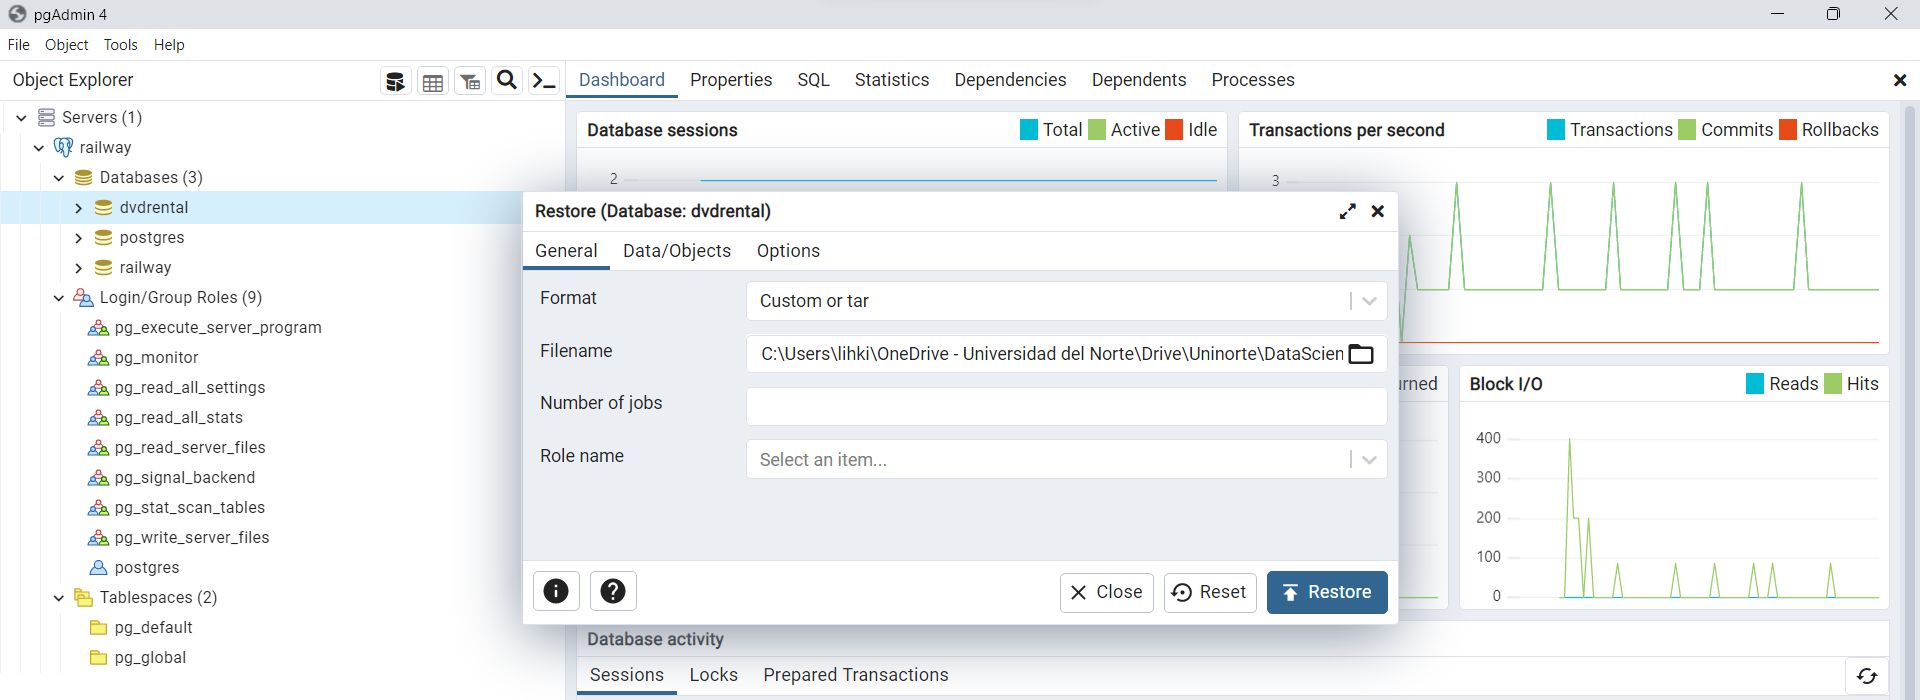 pgAdmin 4
File Object Tools Help
Object Explorer
Dashboard Properties SQL Statistics Dependencies Dependents Processes
Servers (1)
railway
Databases (3)
dvdrental
postgres
railway
Login/Group Roles (9)
pg_execute_server_program
pg_monitor
pg_read_all_settings
pg_read_all_stats
pg_read_server_files
pg_signal_backend
pg_stat_scan_tables
pg_write_server_files
postgres
Tablespaces (2)
pg_default
pg_global
Database sessions Total Active Idle
2
Transactions per second Transactions Commits Rollbacks
3
Restore (Database: dvdrental)
General Data/Objects Options
Format Custom or tar
Filename C:\Users\lihki\OneDrive - Universidad del Norte\Drive\Uninorte\DataScien
Number of jobs
Role name Select an item...
Close Reset Restore
Block I/O Reads Hits
400
300
200
100
0
Database activity
Sessions Locks Prepared Transactions